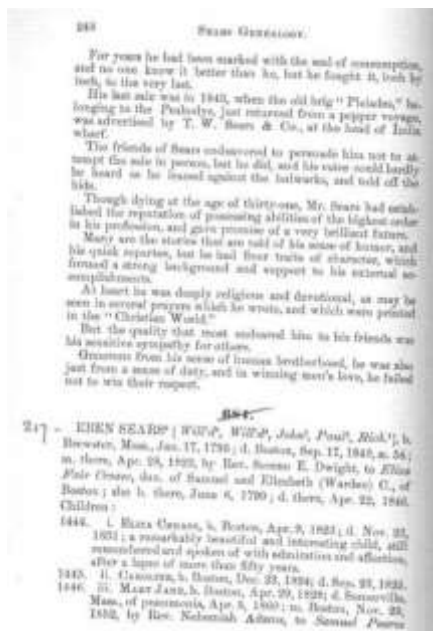 248 SEARS GENEALOGY.
For years he had been marked with the seal of consumption,
and no one knew it better than he, but he fought it, inch by
inch, to the very last.
His last sale was in 1843, when the old brig "Pleiades," be-
longing to the Peabodys, just returned from a pepper voyage,
was advertised by T. W. Sears & Co., at the head of India
wharf.
The friends of Sears endeavored to persuade him not to at-
tempt the sale in person, but he did, and his voice could hardly
be heard as he leaned against the bulwarks, and told off the
bids.
Though dying at the age of thirty-one, Mr. Sears had estab-
lished the reputation of possessing abilities of the highest order
in his profession, and gave promise of a very brilliant future.
Many are the stories that are told of his sense of humor, and
his quick repartee, but he had finer traits of character, which
formed a strong background and support to his external ac-
complishments.
At heart he was deeply religious and devotional, as may be
seen in several prayers which he wrote, and which were printed
in the "Christian World."
But the quality that most endeared him to his friends was
his sensitive sympathy for others.
Generous from his sense of human brotherhood, he was also
just from a sense of duty, and in winning men's love, he failed
not to win their respect.
247 EBEN SEARS [Will'd, Will'd, John, Paul, Rich.], b.
Brewster, Mass., Jan. 17, 1795; d. Boston, Sep. 17, 1849, æ. 54;
m. there, Apr. 28, 1822, by Rev. Sereno E. Dwight, to Eliza
Crease, dau. of Samuel and Elizabeth (Warden) C., of
Boston; also b. there, June 6, 1790; d. there, Apr. 22, 1846.
Children:
1444. i. ELIZA CREASE, b. Boston, Apr. 9, 1823; d. Nov. 23,
1831; a remarkably beautiful and interesting child, still
remembered and spoken of with admiration and affection,
after a lapse of more than fifty years.
1445. ii. CAROLINE, b. Boston, Dec. 23, 1824; d. Sep. 23, 1825.
1446. iii. MARY JANE, b. Boston, Apr. 29, 1828; d. Somerville,
Mass., of pneumonia, Apr. 5, 1860; m. Boston, Nov. 23,
1852, by Rev. Nehemiah Adams, to Samuel Pearce